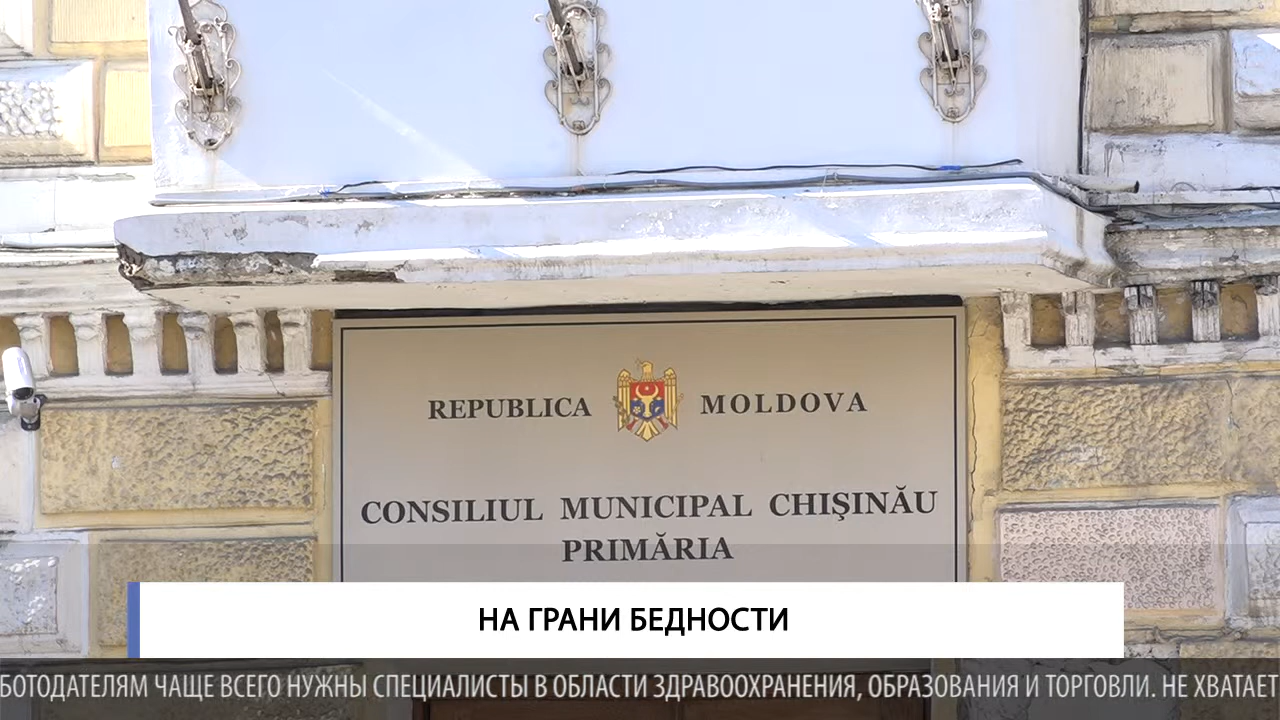 REPUBLICA MOLDOVA
CONSILIUL MUNICIPAL CHIŞINĂU
PRIMĂRIA
НА ГРАНИ БЕДНОСТИ
БОТОДАТЕЛЯМ ЧАЩЕ ВСЕГО НУЖНЫ СПЕЦИАЛИСТЫ В ОБЛАСТИ ЗДРАВООХРАНЕНИЯ, ОБРАЗОВАНИЯ И ТОРГОВЛИ. НЕ ХВАТАЕТ